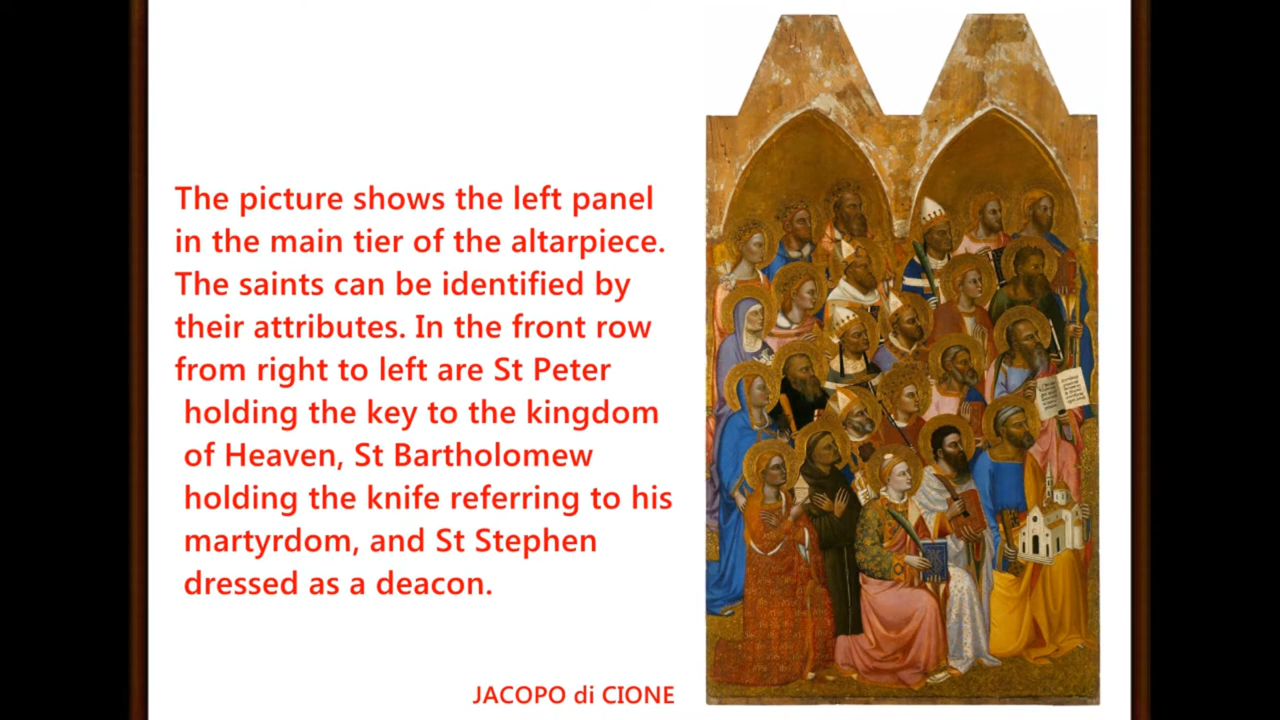 The picture shows the left panel
in the main tier of the altarpiece.
The saints can be identified by
their attributes. In the front row
from right to left are St Peter
holding the key to the kingdom
of Heaven, St Bartholomew
holding the knife referring to his
martyrdom, and St Stephen
dressed as a deacon.
JACOPO di CIONE